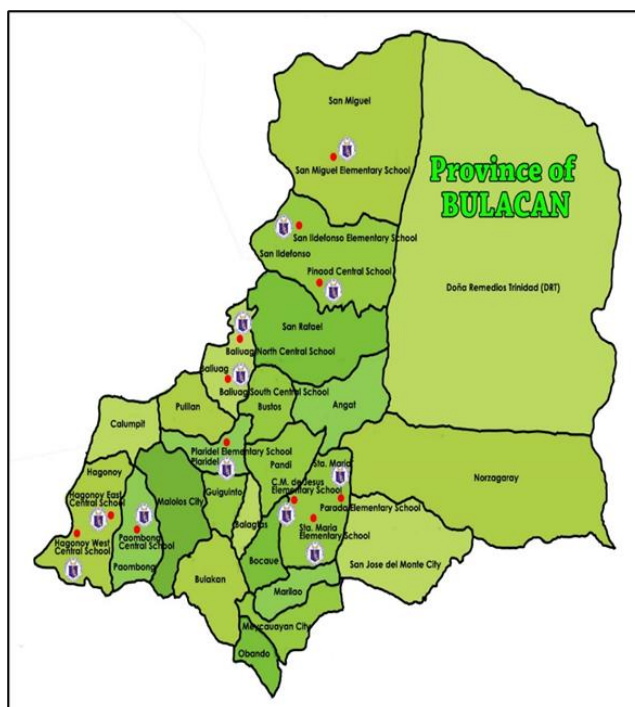 San Miguel
San Miguel Elementary School
Province of
BULACAN
San Ildefonso Elementary School
San Ildefonso
Pinaod Central School
Doña Remedios Trinidad (DRT)
San Rafael
Baliuag North Central School
Baliuag
Baliuag South Central School
Bustos
Angat
Pulilan
Calumpit
Plaridel Elementary School
Plaridel
Hagonoy
Hagonoy East
Central School
Malolos City
Guiguinto
Pandi
Sta. Maria
Norzagaray
C.M. de Jesus
Elementary School
Parada Elementary School
Balagtas
Sta. Maria
Elementary School
Paombong
Central School
Hagonoy West
Central School
Paombong
Bulakan
Bocaue
San Jose del Monte City
Marilao
Meycauayan City
Obando